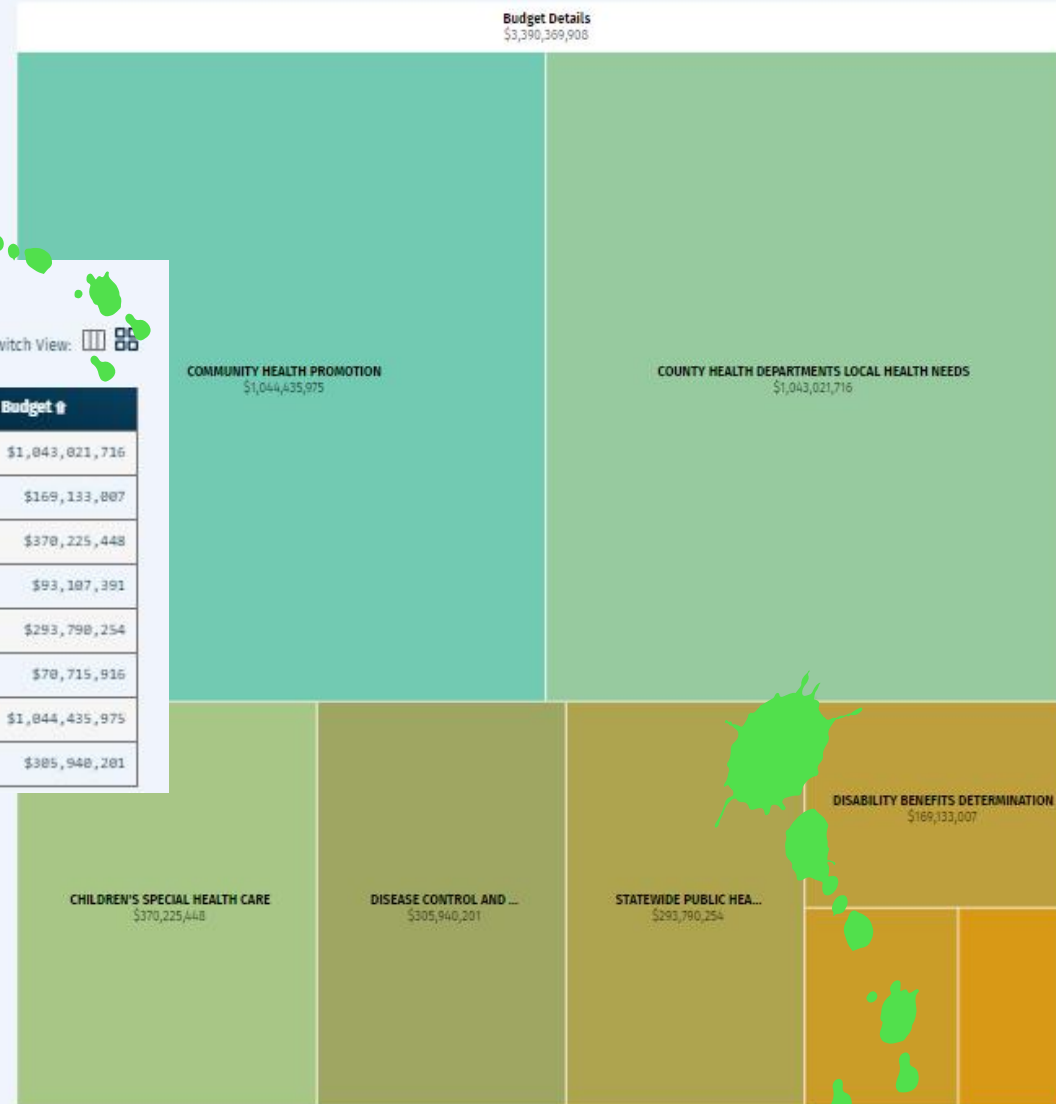 Budget Details
$3,390,369,908
witch View:
COMMUNITY HEALTH PROMOTION
$1,044,435,975
COUNTY HEALTH DEPARTMENTS LOCAL HEALTH NEEDS
$1,043,021,716
Budget
$1,043,021,716
$169,133,007
$370,225,448
$93,107,391
$293,790,254
$70,715,916
$1,044,435,975
$305,940,201
DISABILITY BENEFITS DETERMINATION
$169,133,007
CHILDREN'S SPECIAL HEALTH CARE
$370,225,448
DISEASE CONTROL AND ...
$305,940,201
STATEWIDE PUBLIC HEA...
$293,790,254